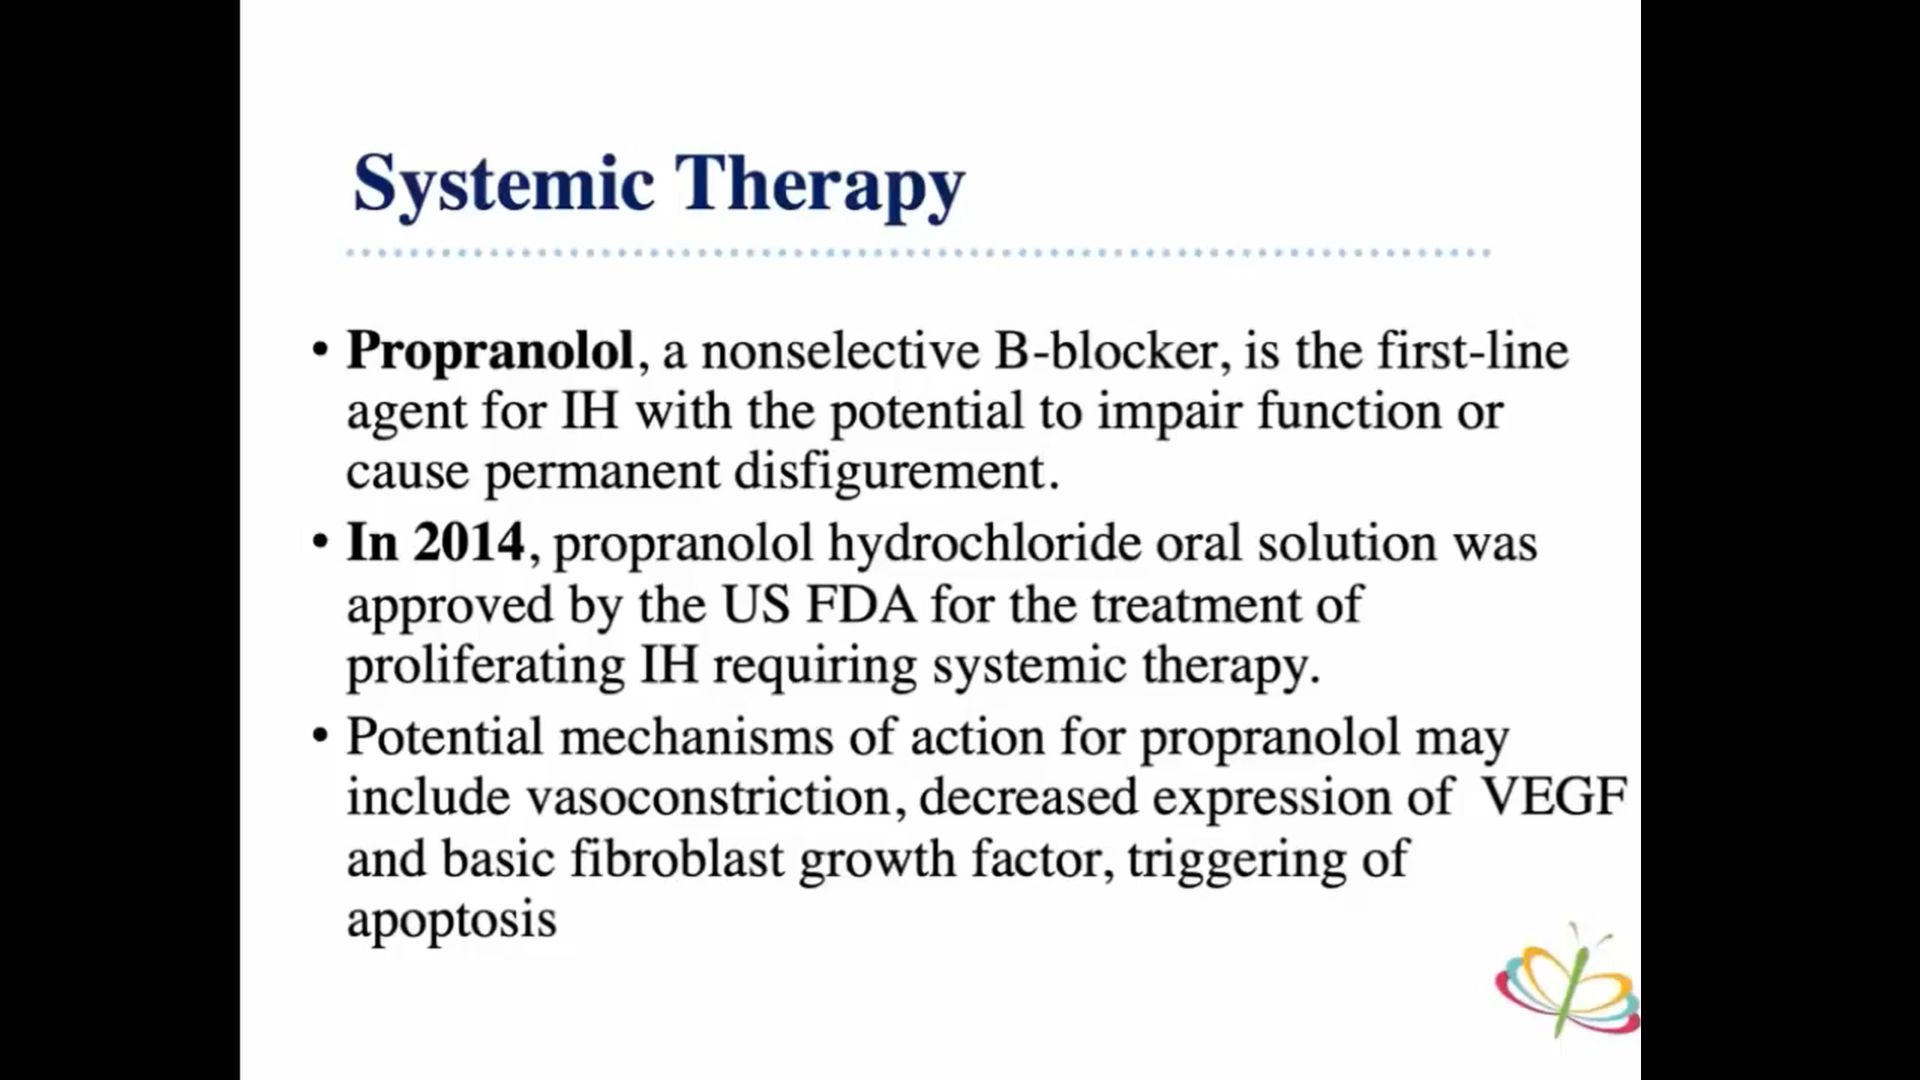 Systemic Therapy
• Propranolol, a nonselective B-blocker, is the first-line
agent for IH with the potential to impair function or
cause permanent disfigurement.
• In 2014, propranolol hydrochloride oral solution was
approved by the US FDA for the treatment of
proliferating IH requiring systemic therapy.
• Potential mechanisms of action for propranolol may
include vasoconstriction, decreased expression of  VEGF
and basic fibroblast growth factor, triggering of
apoptosis